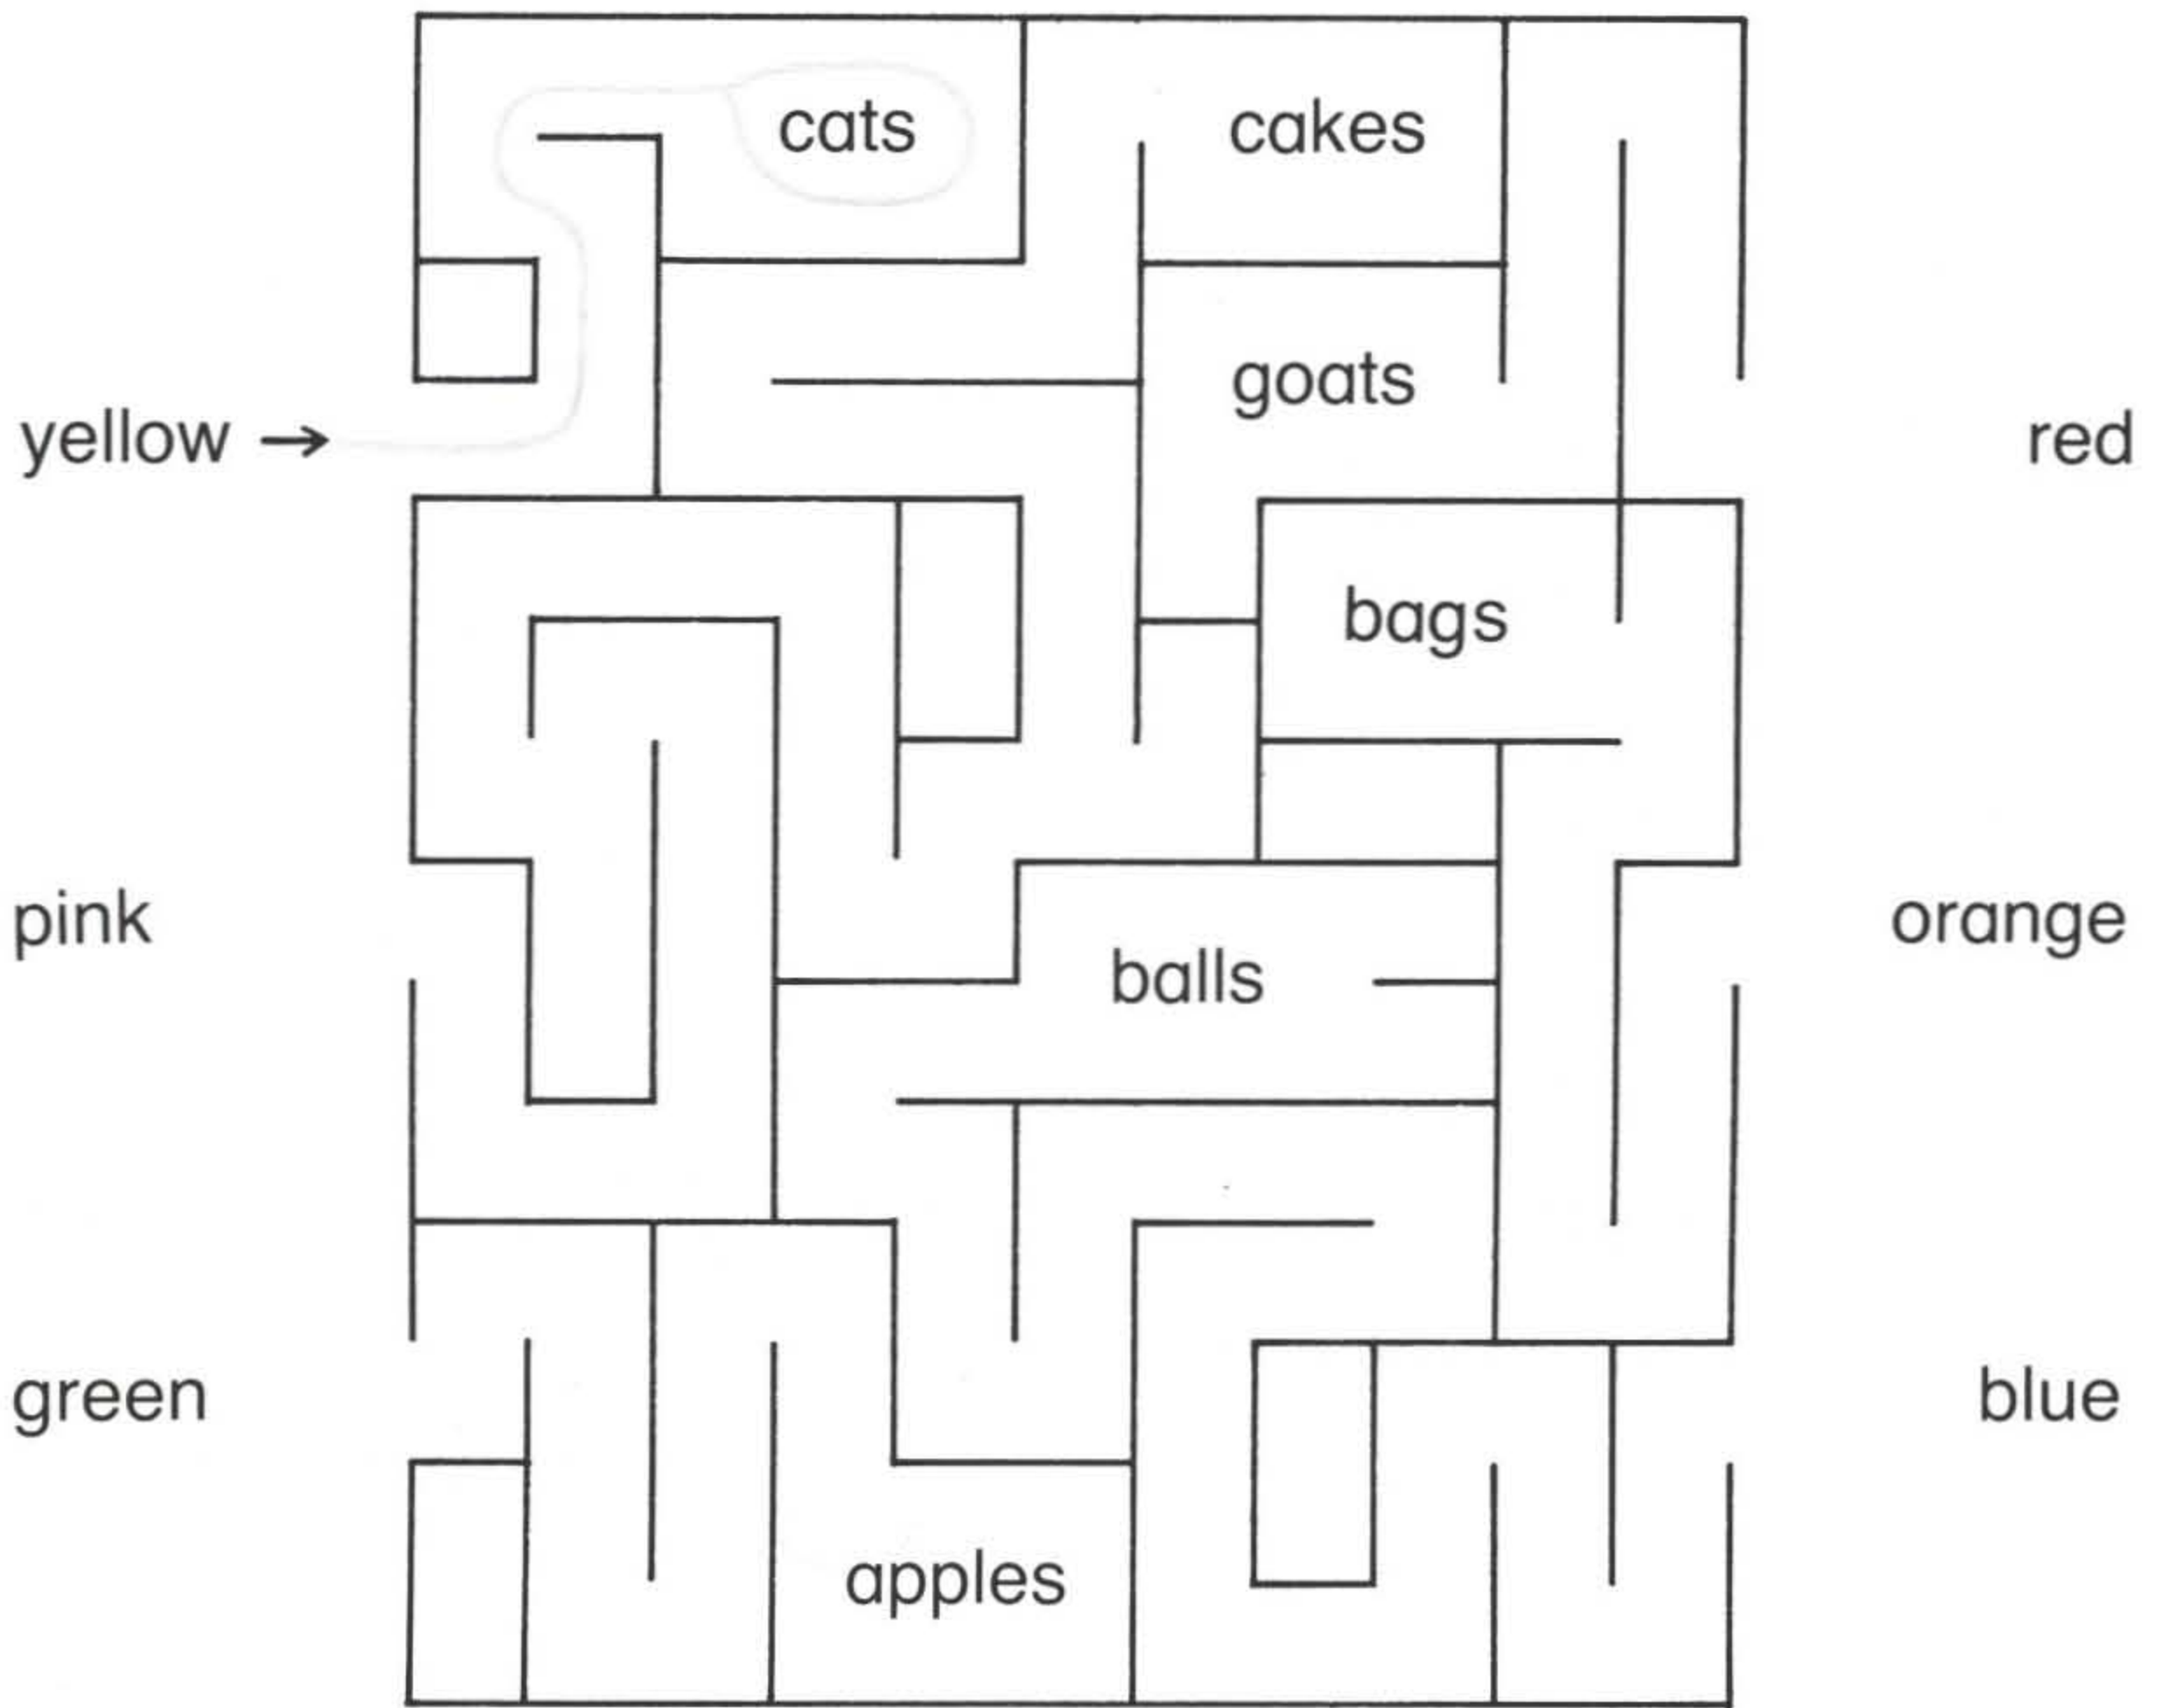 cats cakes
goats
yellow → red
bags
pink orange
balls
green blue
apples